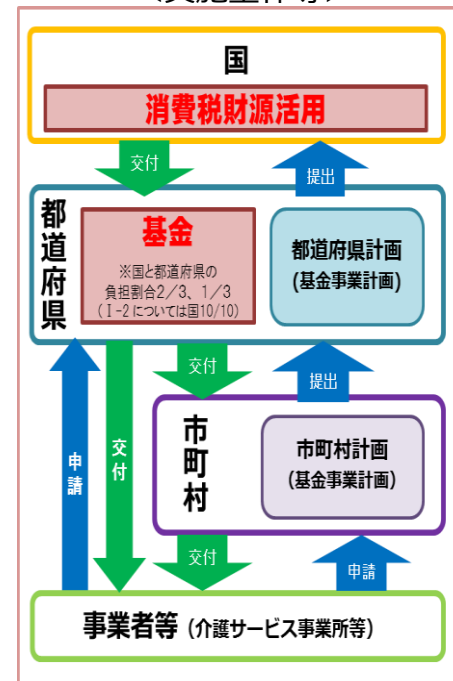 国
消費税財源活用
交付
提出
都道府県
基金
※国と都道府県の
負担割合2/3、1/3
(Ⅰ-2については国10/10)
都道府県計画
(基金事業計画)
交付
提出
申請
交付
市町村
市町村計画
(基金事業計画)
交付
申請
事業者等 (介護サービス事業所等)